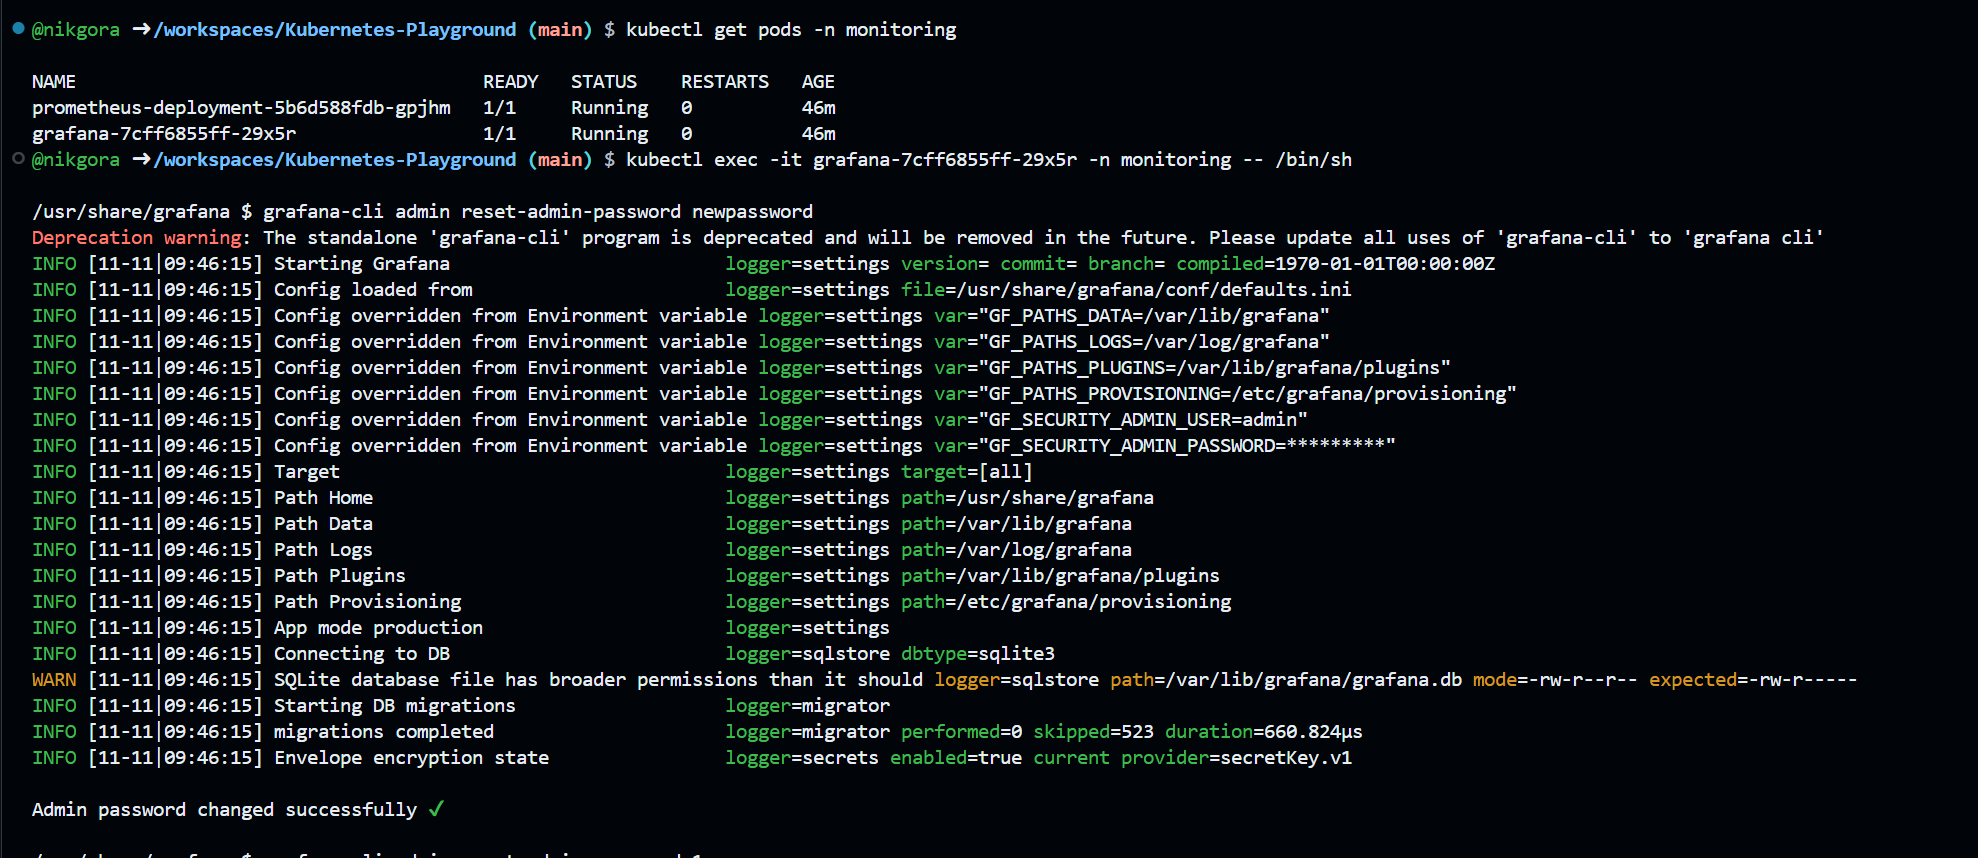 @nikgora →/workspaces/Kubernetes-Playground (main) $ kubectl get pods -n monitoring
NAME READY STATUS RESTARTS AGE
prometheus-deployment-5b6d588fdb-gpjhm 1/1 Running 0 46m
grafana-7cff6855ff-29x5r 1/1 Running 0 46m
@nikgora →/workspaces/Kubernetes-Playground (main) $ kubectl exec -it grafana-7cff6855ff-29x5r -n monitoring -- /bin/sh
/usr/share/grafana $ grafana-cli admin reset-admin-password newpassword
Deprecation warning: The standalone 'grafana-cli' program is deprecated and will be removed in the future. Please update all uses of 'grafana-cli' to 'grafana cli'
INFO [11-11|09:46:15] Starting Grafana logger=settings version= commit= branch= compiled=1970-01-01T00:00:00Z
INFO [11-11|09:46:15] Config loaded from logger=settings file=/usr/share/grafana/conf/defaults.ini
INFO [11-11|09:46:15] Config overridden from Environment variable logger=settings var="GF_PATHS_DATA=/var/lib/grafana"
INFO [11-11|09:46:15] Config overridden from Environment variable logger=settings var="GF_PATHS_LOGS=/var/log/grafana"
INFO [11-11|09:46:15] Config overridden from Environment variable logger=settings var="GF_PATHS_PLUGINS=/var/lib/grafana/plugins"
INFO [11-11|09:46:15] Config overridden from Environment variable logger=settings var="GF_PATHS_PROVISIONING=/etc/grafana/provisioning"
INFO [11-11|09:46:15] Config overridden from Environment variable logger=settings var="GF_SECURITY_ADMIN_USER=admin"
INFO [11-11|09:46:15] Config overridden from Environment variable logger=settings var="GF_SECURITY_ADMIN_PASSWORD=*********"
INFO [11-11|09:46:15] Target logger=settings target=[all]
INFO [11-11|09:46:15] Path Home logger=settings path=/usr/share/grafana
INFO [11-11|09:46:15] Path Data logger=settings path=/var/lib/grafana
INFO [11-11|09:46:15] Path Logs logger=settings path=/var/log/grafana
INFO [11-11|09:46:15] Path Plugins logger=settings path=/var/lib/grafana/plugins
INFO [11-11|09:46:15] Path Provisioning logger=settings path=/etc/grafana/provisioning
INFO [11-11|09:46:15] App mode production logger=settings
INFO [11-11|09:46:15] Connecting to DB logger=sqlstore dbtype=sqlite3
WARN [11-11|09:46:15] SQLite database file has broader permissions than it should logger=sqlstore path=/var/lib/grafana/grafana.db mode=-rw-r--r-- expected=-rw-r-----
INFO [11-11|09:46:15] Starting DB migrations logger=migrator
INFO [11-11|09:46:15] migrations completed logger=migrator performed=0 skipped=523 duration=660.824µs
INFO [11-11|09:46:15] Envelope encryption state logger=secrets enabled=true current provider=secretKey.v1
Admin password changed successfully ✓